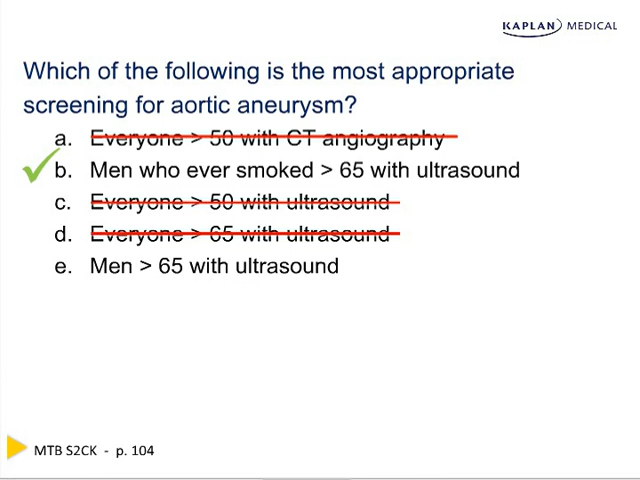 KAPLAN MEDICAL
Which of the following is the most appropriate
screening for aortic aneurysm?
a. Everyone > 50 with CT angiography
b. Men who ever smoked > 65 with ultrasound
c. Everyone > 50 with ultrasound
d. Everyone > 65 with ultrasound
e. Men > 65 with ultrasound
MTB S2CK - p. 104